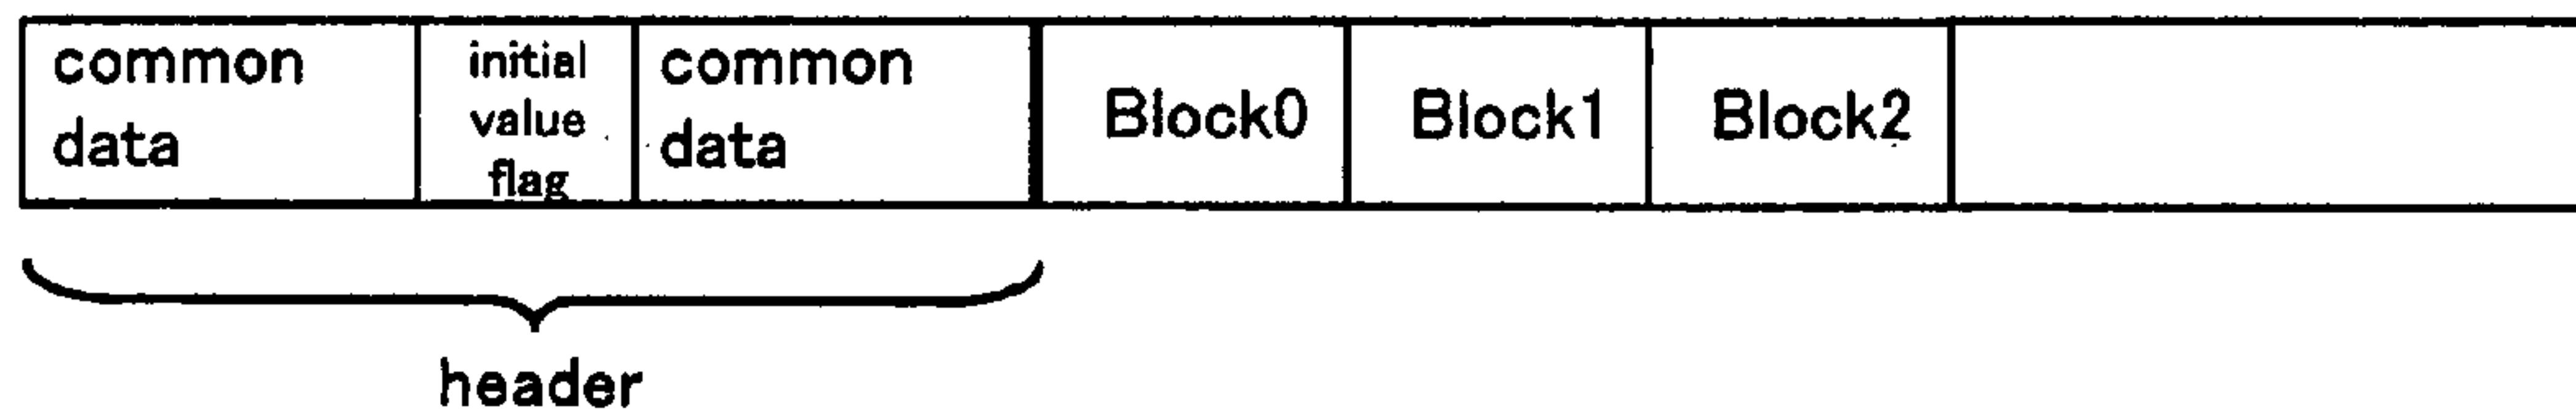 common
data
initial
value
flag
common
data
Block0
Block1
Block2
header